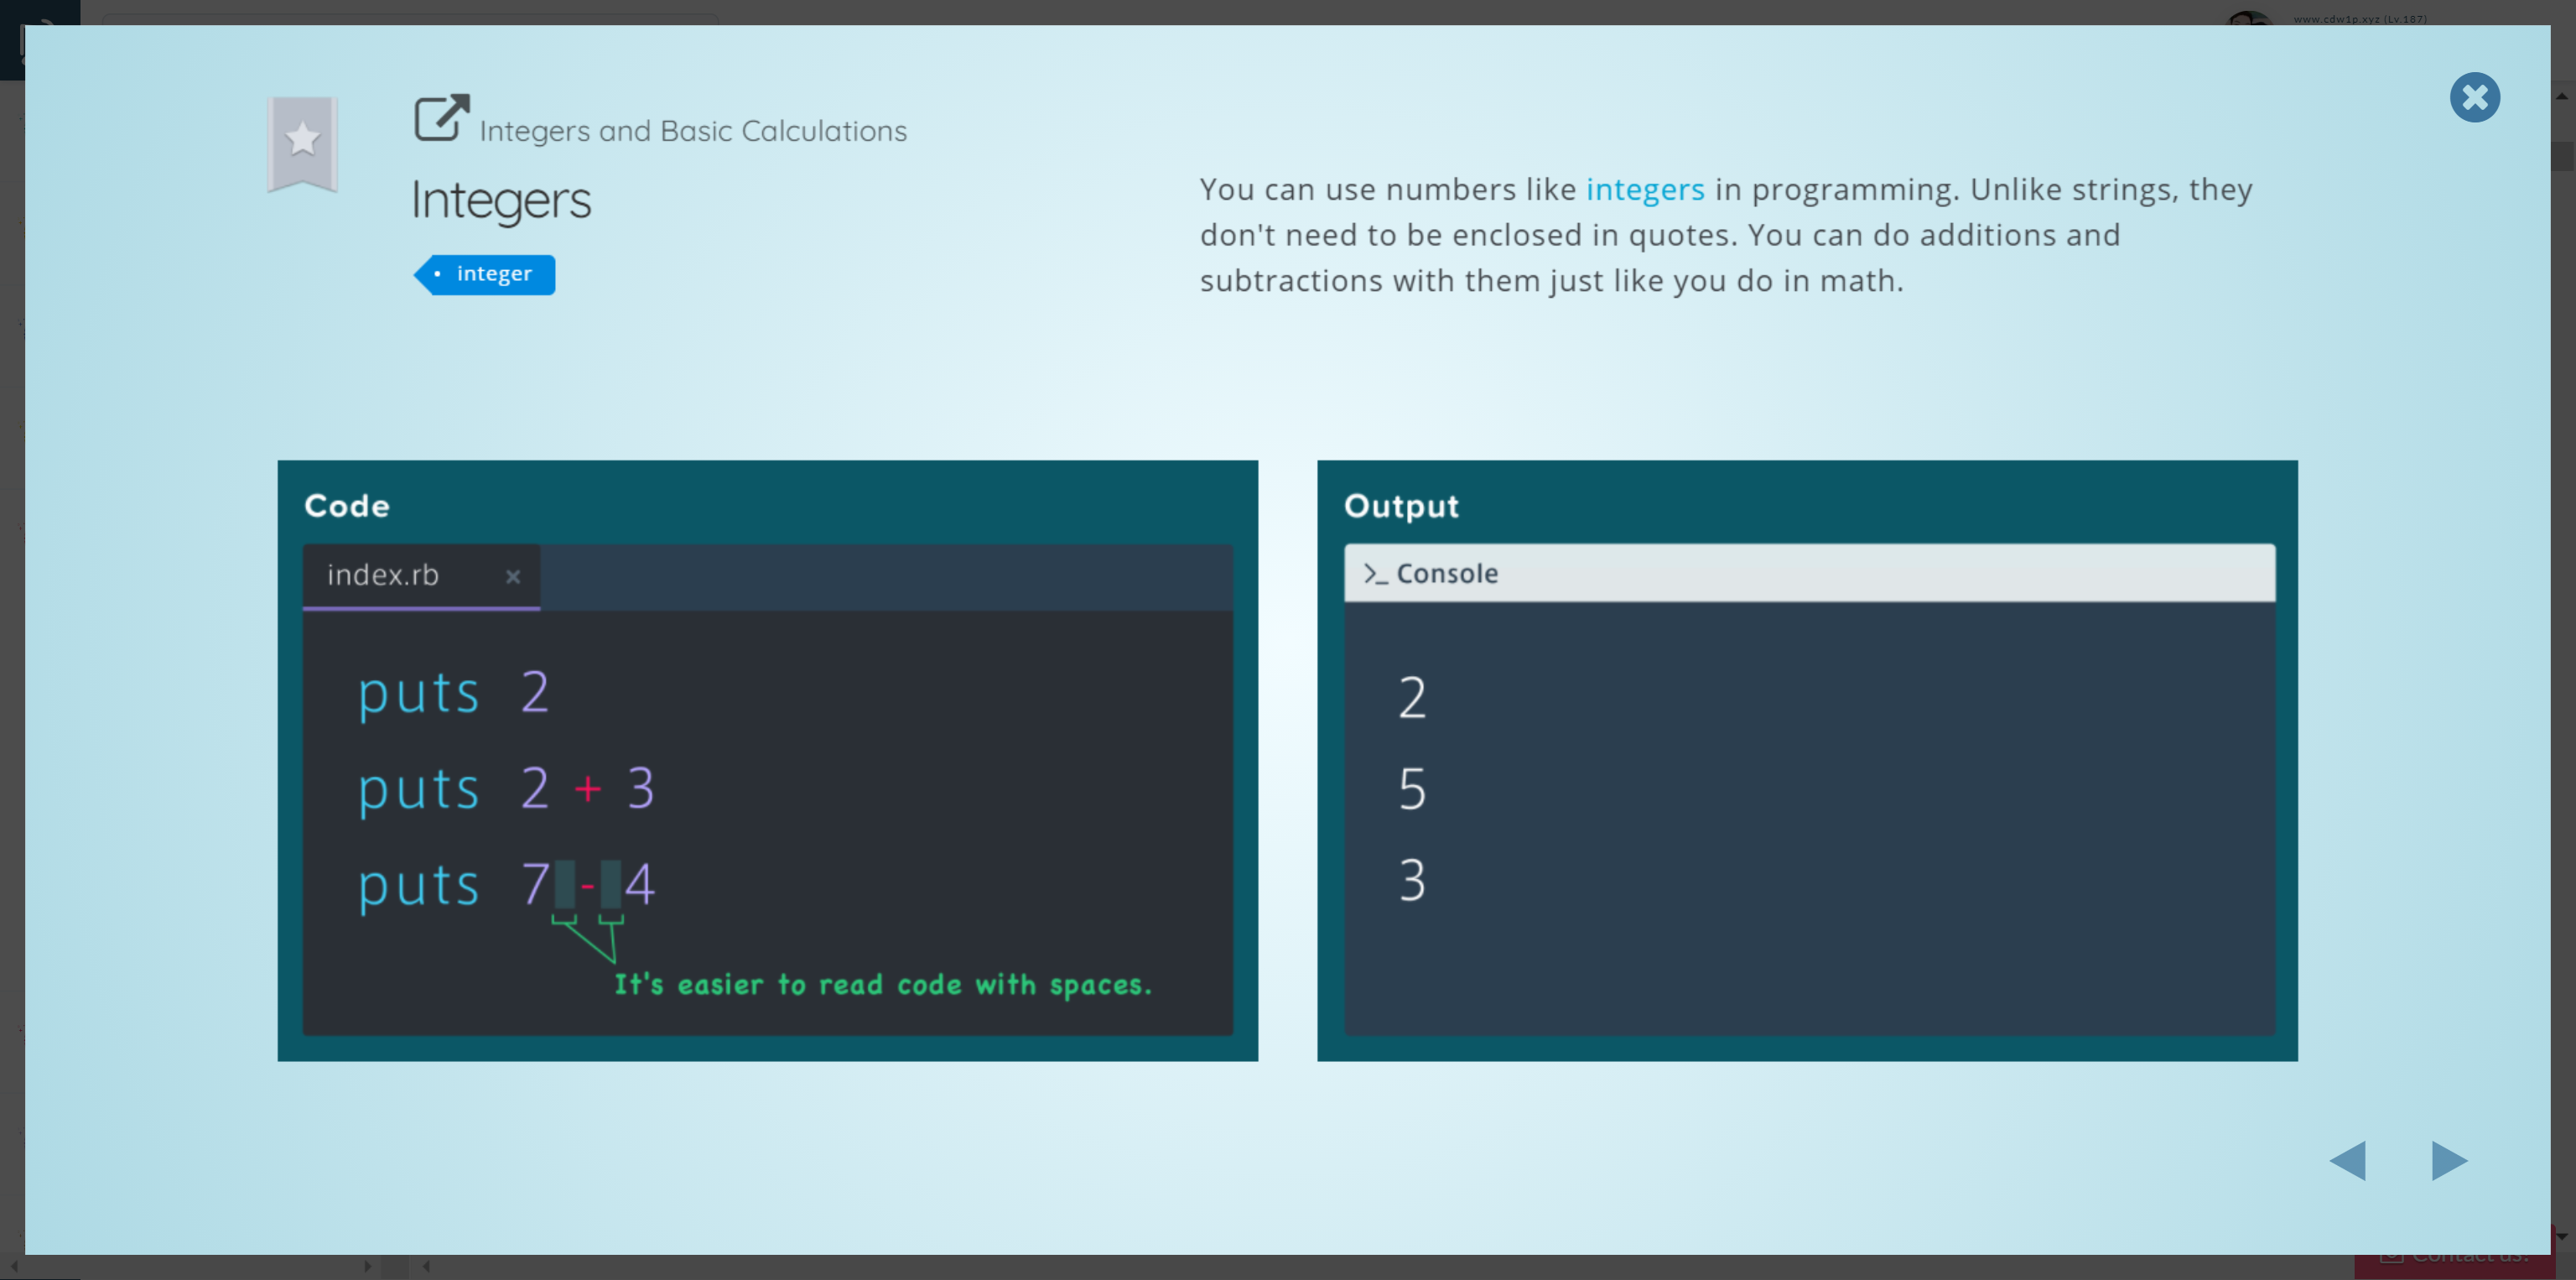 www.cdw1p.xyz (Lv.187)
Integers and Basic Calculations
Integers
• integer
You can use numbers like integers in programming. Unlike strings, they
don't need to be enclosed in quotes. You can do additions and
subtractions with them just like you do in math.
Code
index.rb ×
puts 2
puts 2 + 3
puts 7 - 4
It's easier to read code with spaces.
Output
>_ Console
2
5
3
Contact us!